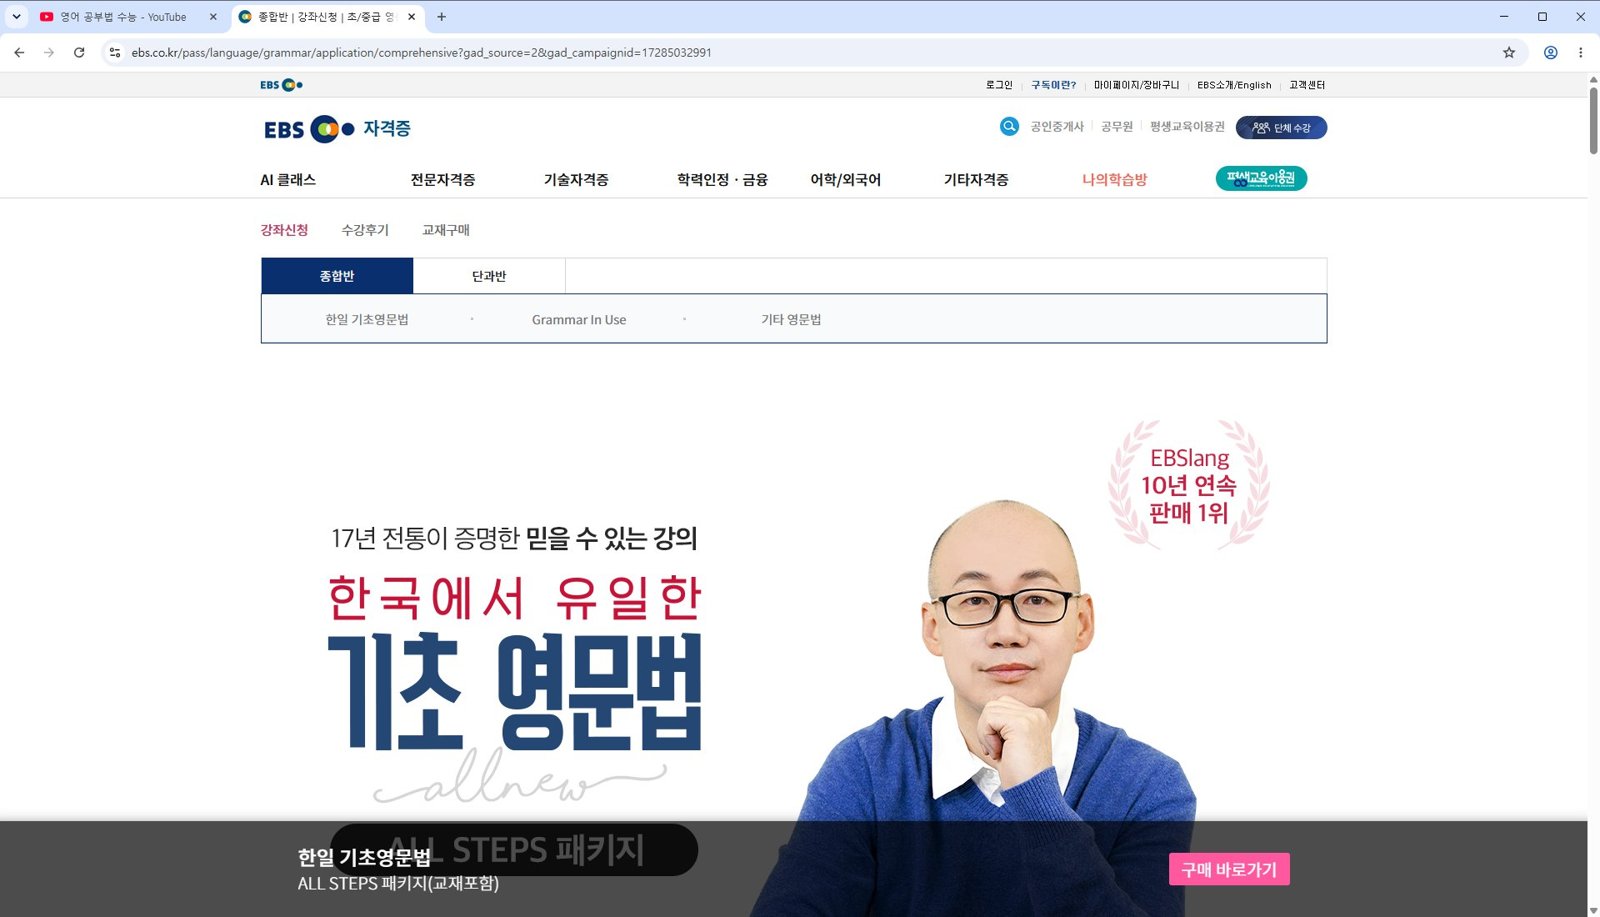 영어 공부법 수능 - YouTube
종합반 | 강좌신청 | 초/중급 영
ebs.co.kr/pass/language/grammar/application/comprehensive?gad_source=2&gad_campaignid=17285032991
EBS
로그인
구독이란?
마이페이지/장바구니
EBS소개/English
고객센터
EBS 자격증
공인중개사
공무원
평생교육이용권
단체 수강
AI 클래스
전문자격증
기술자격증
학력인정 · 금융
어학/외국어
기타자격증
나의학습방
평생교육이용권
강좌신청
수강후기
교재구매
종합반
단과반
한일 기초영문법
Grammar In Use
기타 영문법
EBSlang
10년 연속
판매 1위
17년 전통이 증명한 믿을 수 있는 강의
한국에서 유일한
기초 영문법
allnew
ALL STEPS 패키지
한일 기초영문법
ALL STEPS 패키지(교재포함)
구매 바로가기